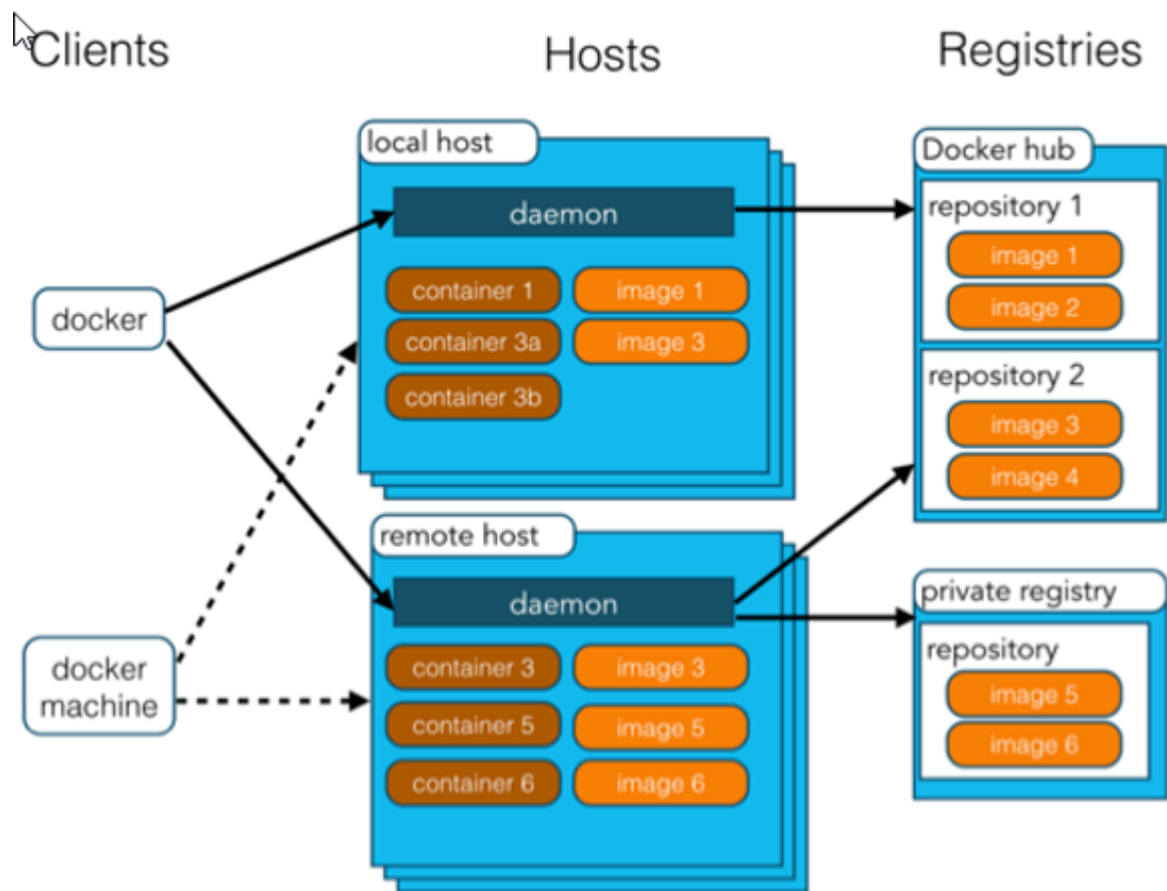 Clients
Hosts
Registries
local host
daemon
container 1
image 1
container 3a
image 3
container 3b
docker
remote host
daemon
container 3
image 3
container 5
image 5
container 6
image 6
docker
machine
Docker hub
repository 1
image 1
image 2
repository 2
image 3
image 4
private registry
repository
image 5
image 6